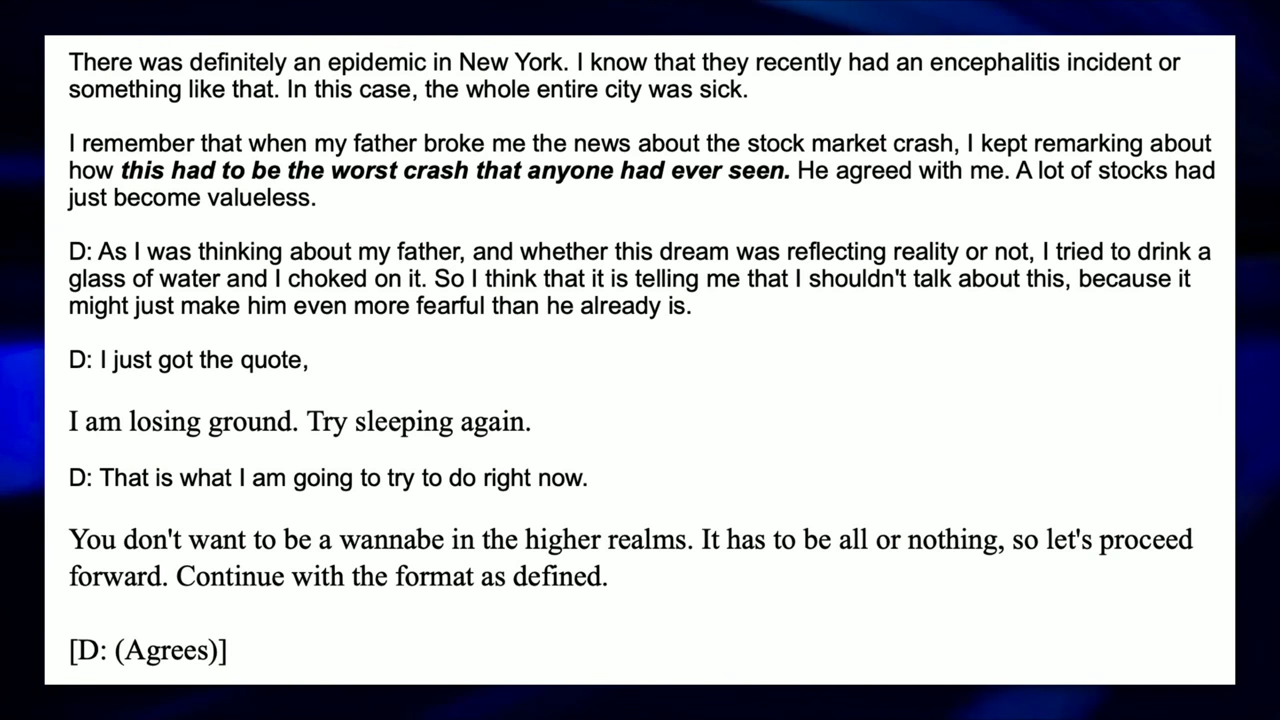 There was definitely an epidemic in New York. I know that they recently had an encephalitis incident or
something like that. In this case, the whole entire city was sick.
I remember that when my father broke me the news about the stock market crash, I kept remarking about
how this had to be the worst crash that anyone had ever seen. He agreed with me. A lot of stocks had
just become valueless.
D: As I was thinking about my father, and whether this dream was reflecting reality or not, I tried to drink a
glass of water and I choked on it. So I think that it is telling me that I shouldn't talk about this, because it
might just make him even more fearful than he already is.
D: I just got the quote,
I am losing ground. Try sleeping again.
D: That is what I am going to try to do right now.
You don't want to be a wannabe in the higher realms. It has to be all or nothing, so let's proceed
forward. Continue with the format as defined.
[D: (Agrees)]